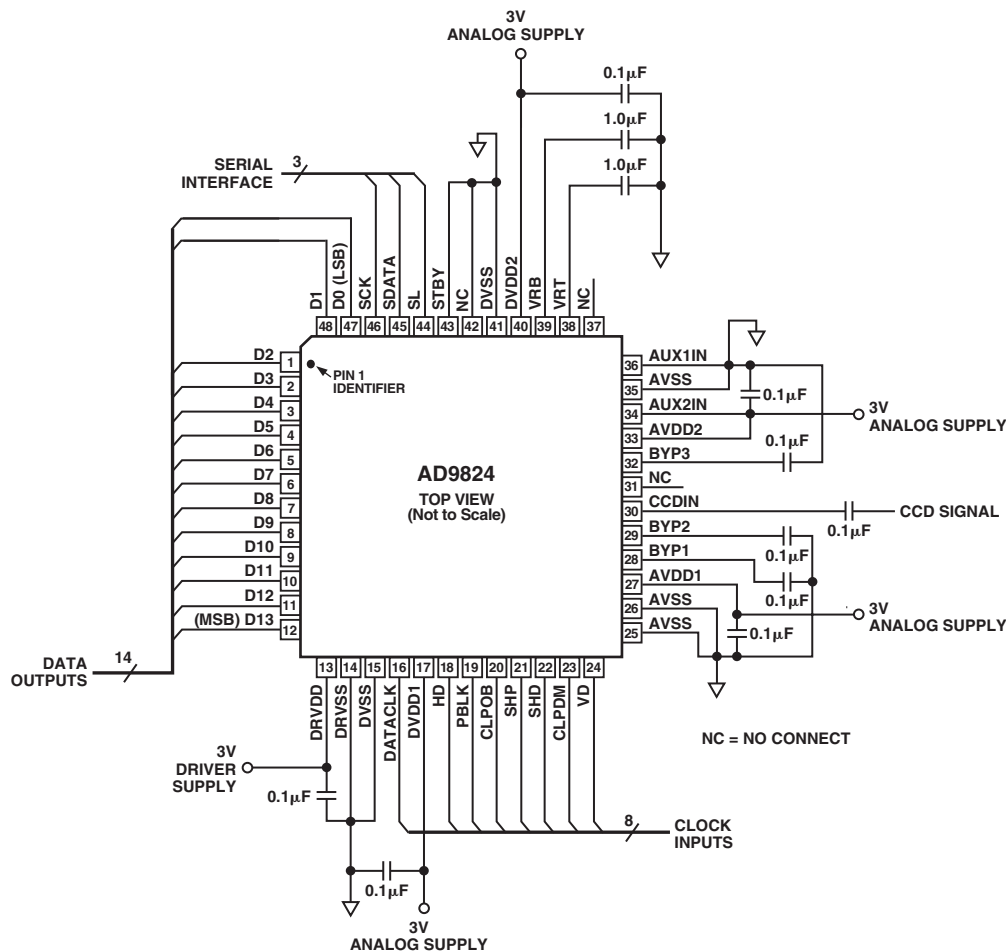 3V
ANALOG SUPPLY
0.1µF
1.0µF
1.0µF
SERIAL
INTERFACE
3
D1
D0 (LSB)
SCK
SDATA
SL
STBY
NC
DVSS
DVDD2
VRB
VRT
NC
48
47
46
45
44
43
42
41
40
39
38
37
D2
1
D3
2
D4
3
D5
4
D6
5
D7
6
D8
7
D9
8
D10
9
D11
10
D12
11
(MSB) D13
12
PIN 1
IDENTIFIER
AD9824
TOP VIEW
(Not to Scale)
36
AUX1IN
35
AVSS
34
AUX2IN
33
AVDD2
32
BYP3
31
NC
30
CCDIN
29
BYP2
28
BYP1
27
AVDD1
26
AVSS
25
AVSS
0.1µF
3V
ANALOG SUPPLY
0.1µF
CCD SIGNAL
0.1µF
0.1µF
0.1µF
3V
ANALOG SUPPLY
0.1µF
13
14
15
16
17
18
19
20
21
22
23
24
DRVDD
DRVSS
DVSS
DATACLK
DVDD1
HD
PBLK
CLPOB
SHP
SHD
CLPDM
VD
DATA
OUTPUTS
14
NC = NO CONNECT
3V
DRIVER
SUPPLY
0.1µF
8
CLOCK
INPUTS
0.1µF
3V
ANALOG SUPPLY